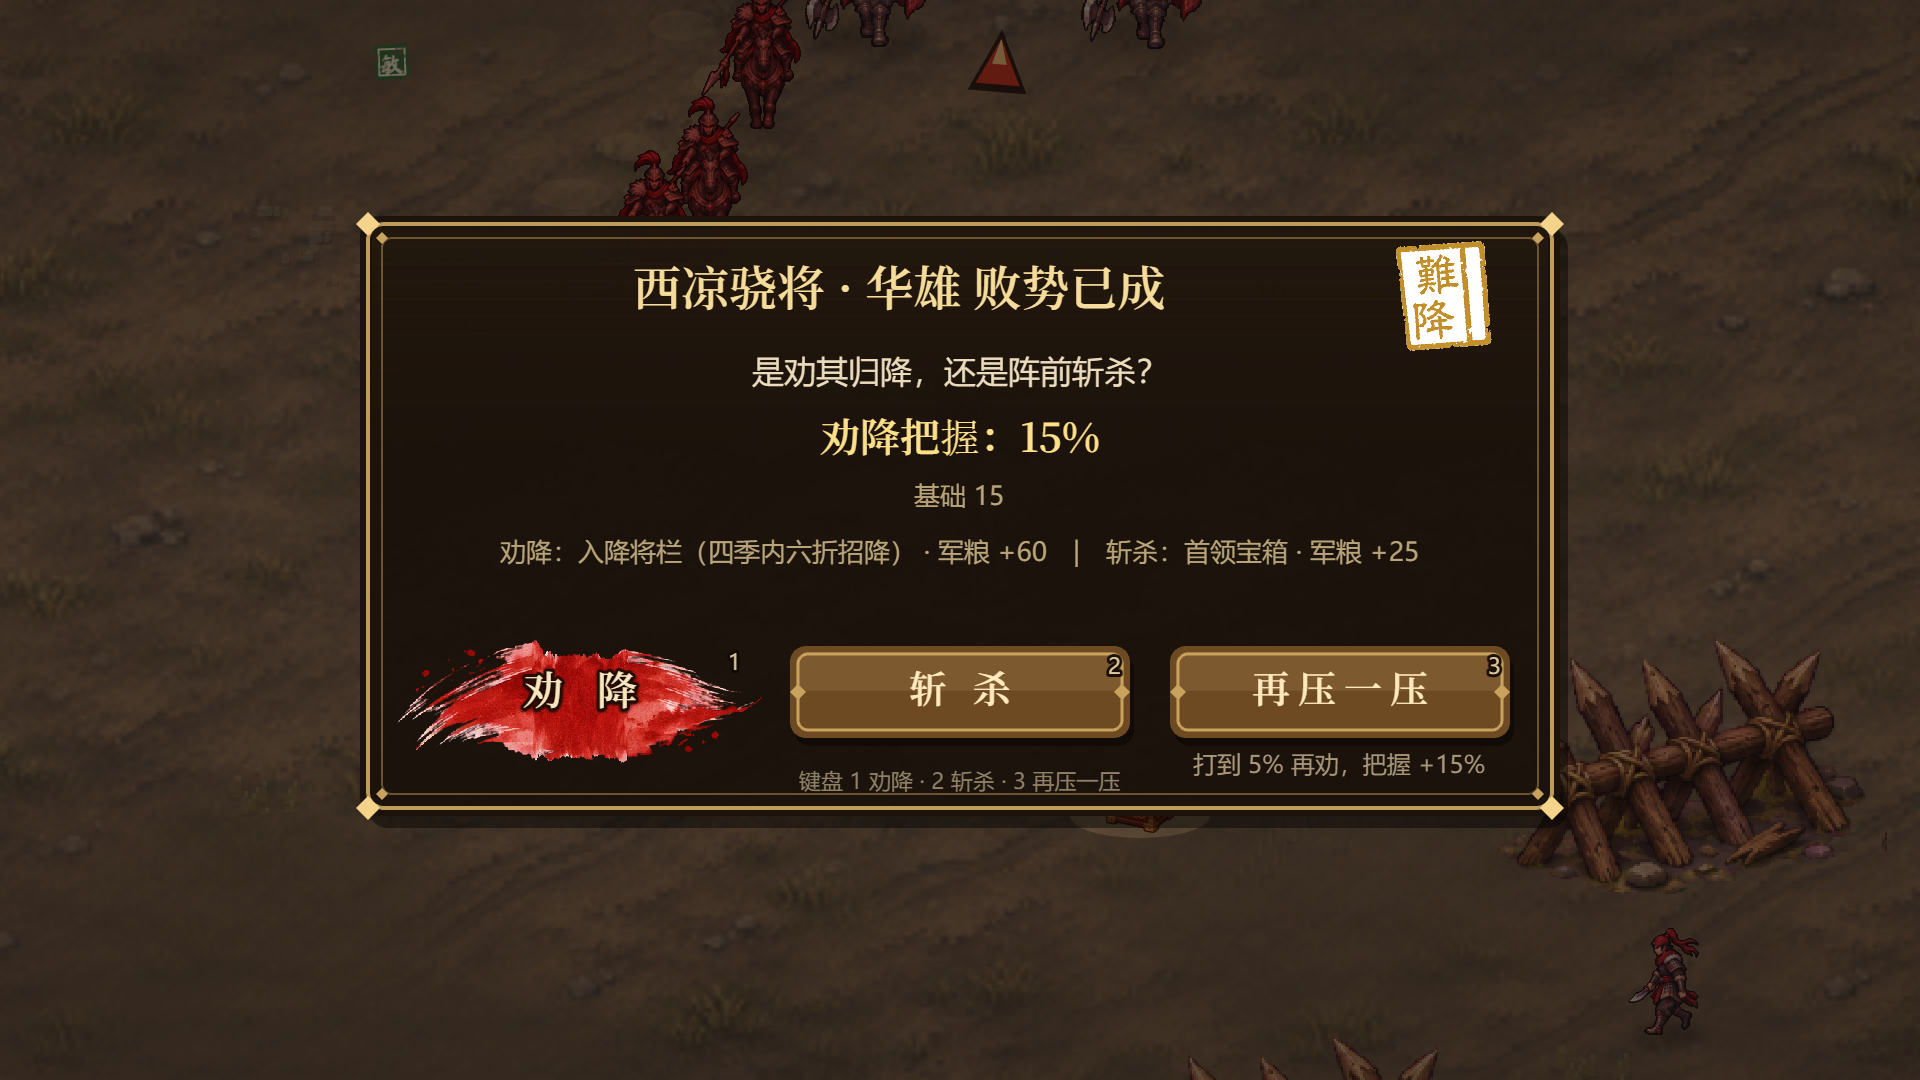 敏
西凉骁将 · 华雄 败势已成
難降
是劝其归降，还是阵前斩杀？
劝降把握：15%
基础 15
劝降：入降将栏（四季内六折招降） · 军粮 +60 | 斩杀：首领宝箱 · 军粮 +25
劝 降 1
斩 杀 2
再压一压 3
打到 5% 再劝，把握 +15%
键盘 1 劝降 · 2 斩杀 · 3 再压一压